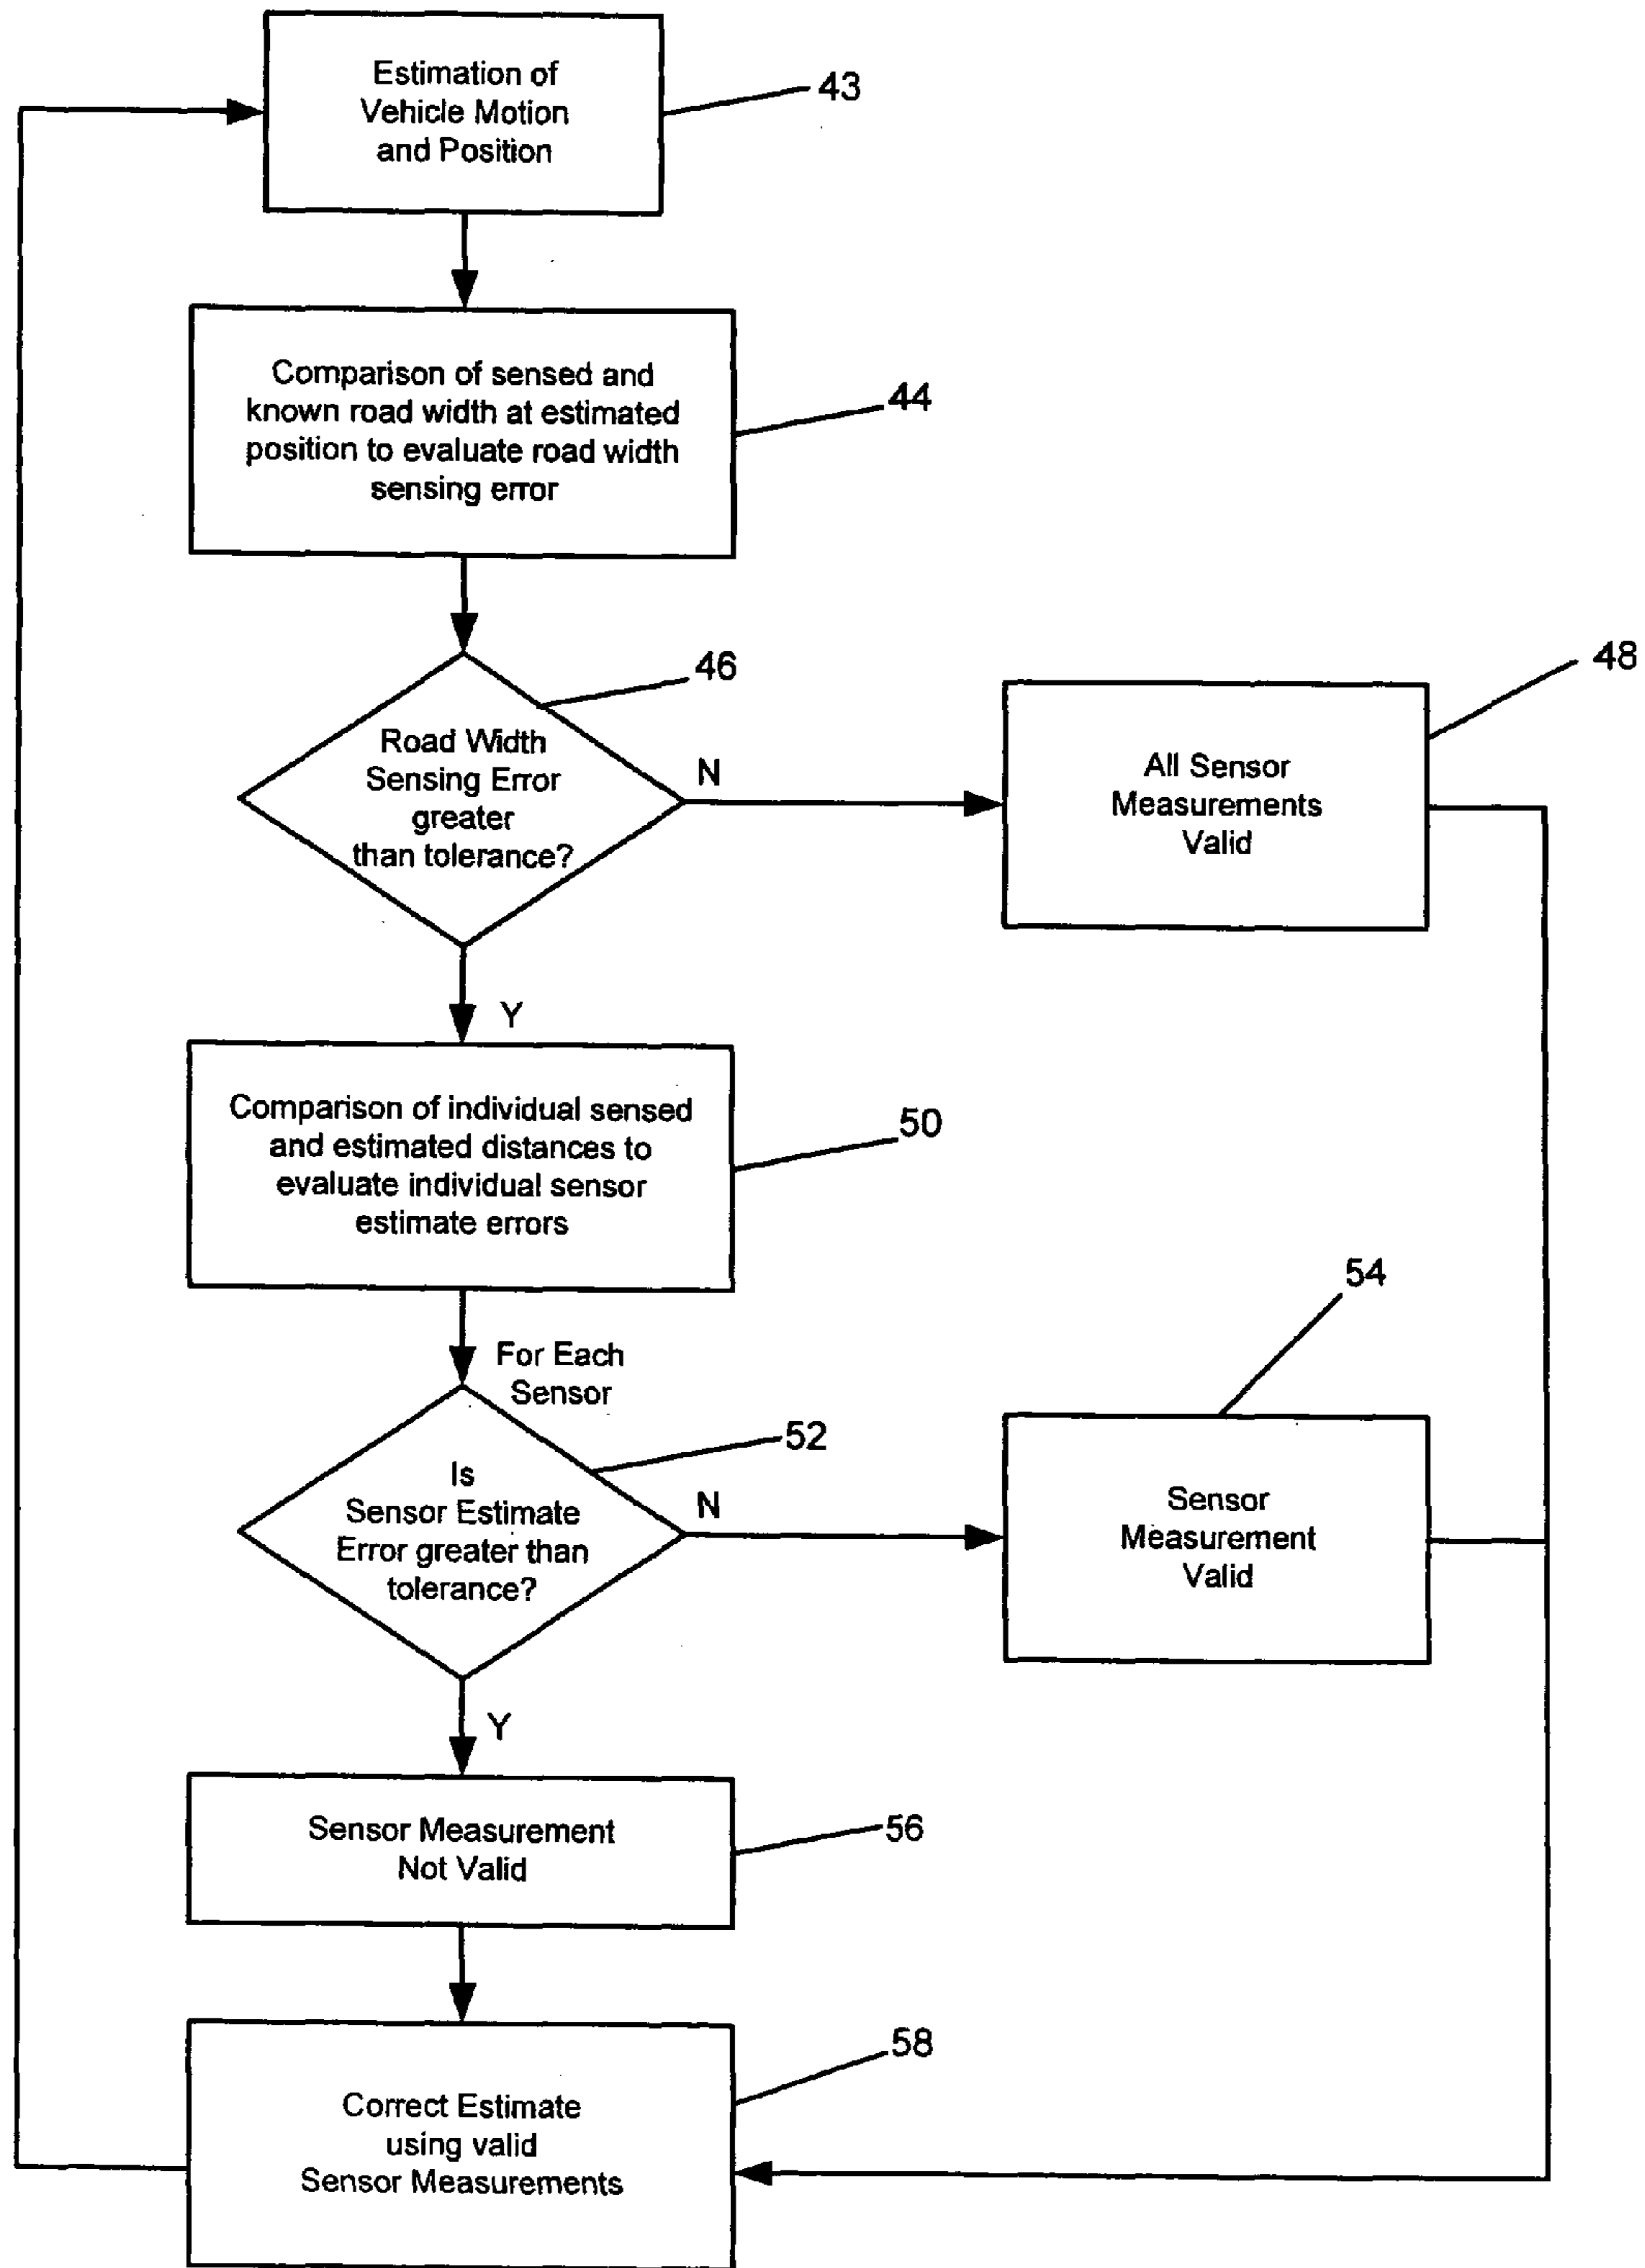 Estimation of
Vehicle Motion
and Position
43
Comparison of sensed and
known road width at estimated
position to evaluate road width
sensing error
44
46
Road Width
Sensing Error
greater
than tolerance?
N
All Sensor
Measurements
Valid
48
Y
Comparison of individual sensed
and estimated distances to
evaluate individual sensor
estimate errors
50
For Each
Sensor
52
Is
Sensor Estimate
Error greater than
tolerance?
N
Sensor
Measurement
Valid
54
Y
Sensor Measurement
Not Valid
56
Correct Estimate
using valid
Sensor Measurements
58